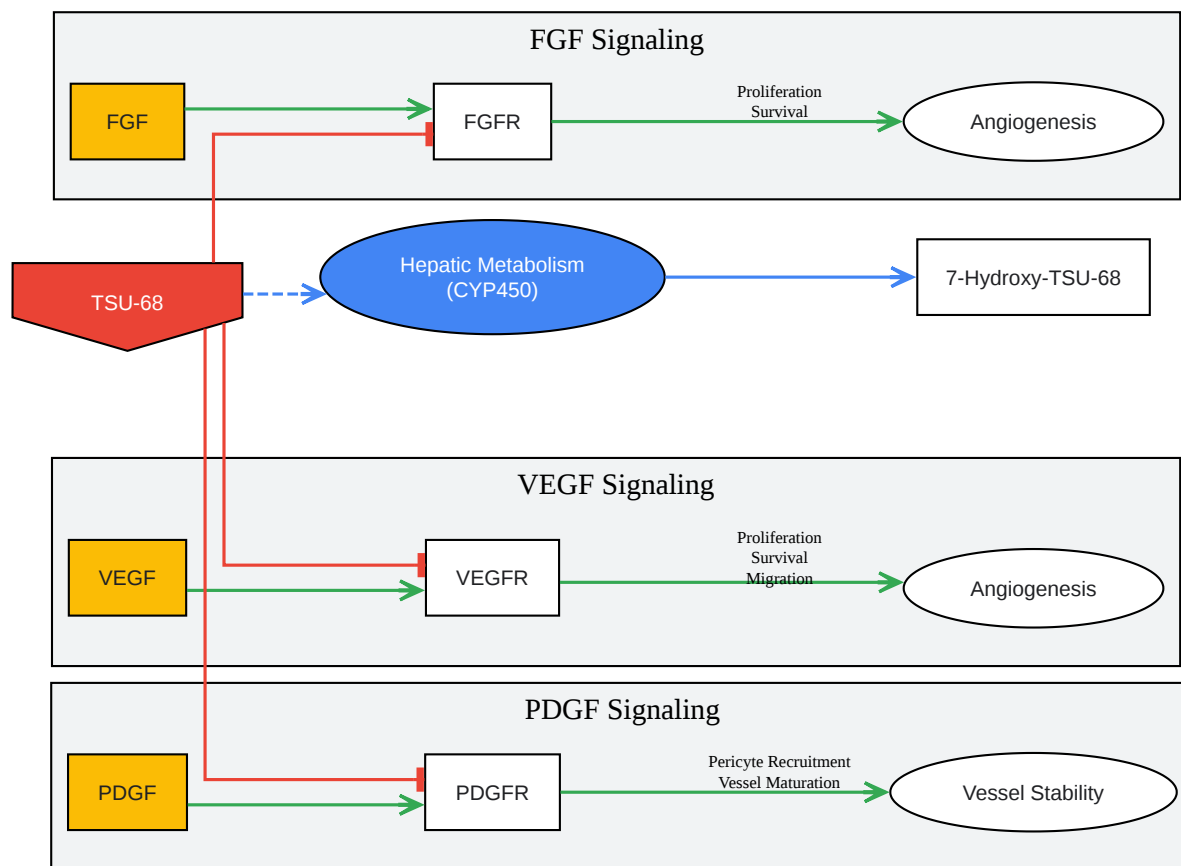 FGF Signaling
FGF
FGFR
Proliferation
Survival
Angiogenesis
TSU-68
Hepatic Metabolism
(CYP450)
7-Hydroxy-TSU-68
VEGF Signaling
VEGF
VEGFR
Proliferation
Survival
Migration
Angiogenesis
PDGF Signaling
PDGF
PDGFR
Pericyte Recruitment
Vessel Maturation
Vessel Stability